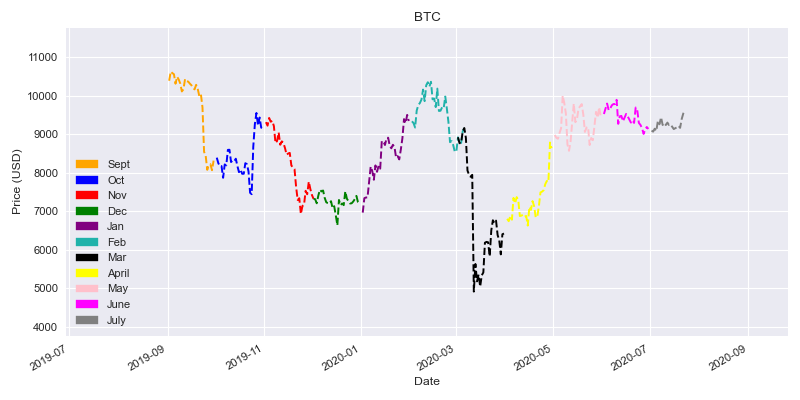 BTC
Price (USD)
11000
10000
9000
8000
7000
6000
5000
4000
Sept
Oct
Nov
Dec
Jan
Feb
Mar
April
May
June
July
2019-07
2019-09
2019-11
2020-01
2020-03
2020-05
2020-07
2020-09
Date